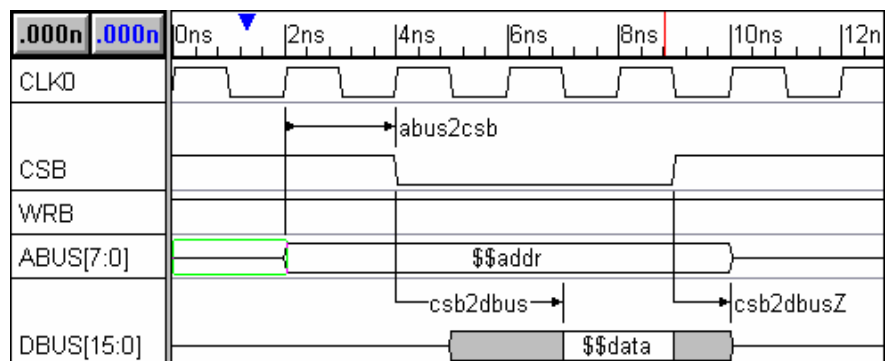 .000n .000n 0ns 2ns 4ns 6ns 8ns 10ns 12n
CLK0
abus2csb
CSB
WRB
ABUS[7:0] $$addr
csb2dbus csb2dbusZ
DBUS[15:0] $$data